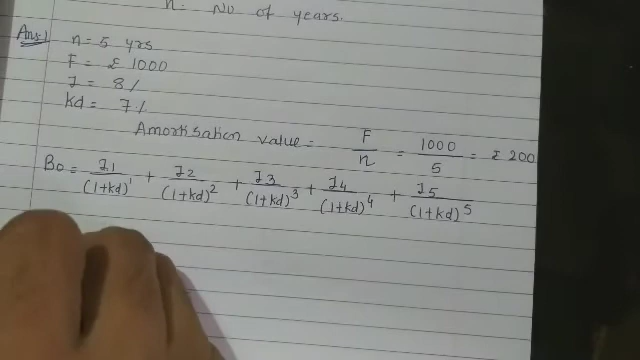 n = No of years.
Ans:) n = 5 yrs
F = £ 1000
I = 8 %
kd = 7 %
Amortisation value = F/n = 1000/5 = £ 200
B0 = I1/(1+kd)^1 + I2/(1+kd)^2 + I3/(1+kd)^3 + I4/(1+kd)^4 + I5/(1+kd)^5